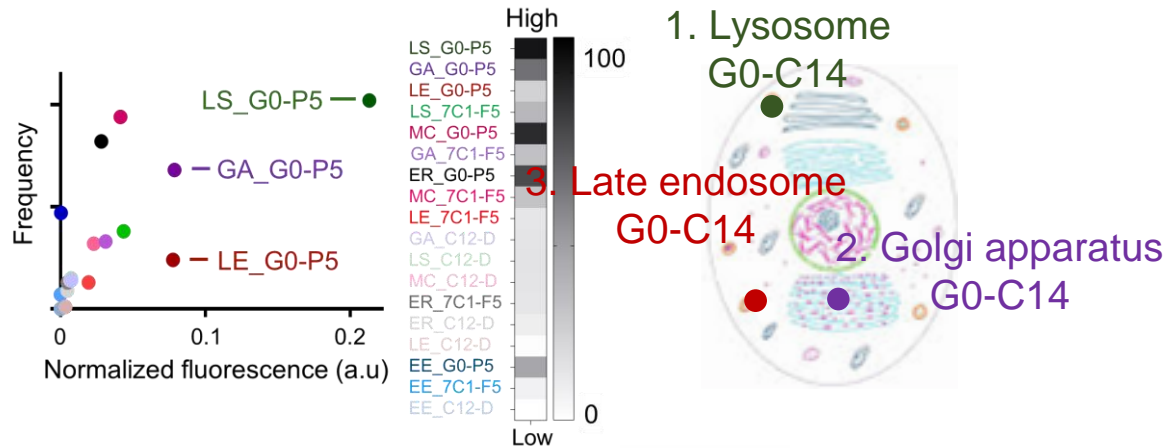 Frequency
LS_G0-P5
GA_G0-P5
LE_G0-P5
0
0.1
0.2
Normalized fluorescence (a.u)
High
LS_G0-P5
GA_G0-P5
LE_G0-P5
LS_7C1-F5
MC_G0-P5
GA_7C1-F5
ER_G0-P5
MC_7C1-F5
LE_7C1-F5
GA_C12-D
LS_C12-D
MC_C12-D
ER_7C1-F5
ER_C12-D
LE_C12-D
EE_G0-P5
EE_7C1-F5
EE_C12-D
Low
100
0
1. Lysosome
G0-C14
3. Late endosome
G0-C14
2. Golgi apparatus
G0-C14